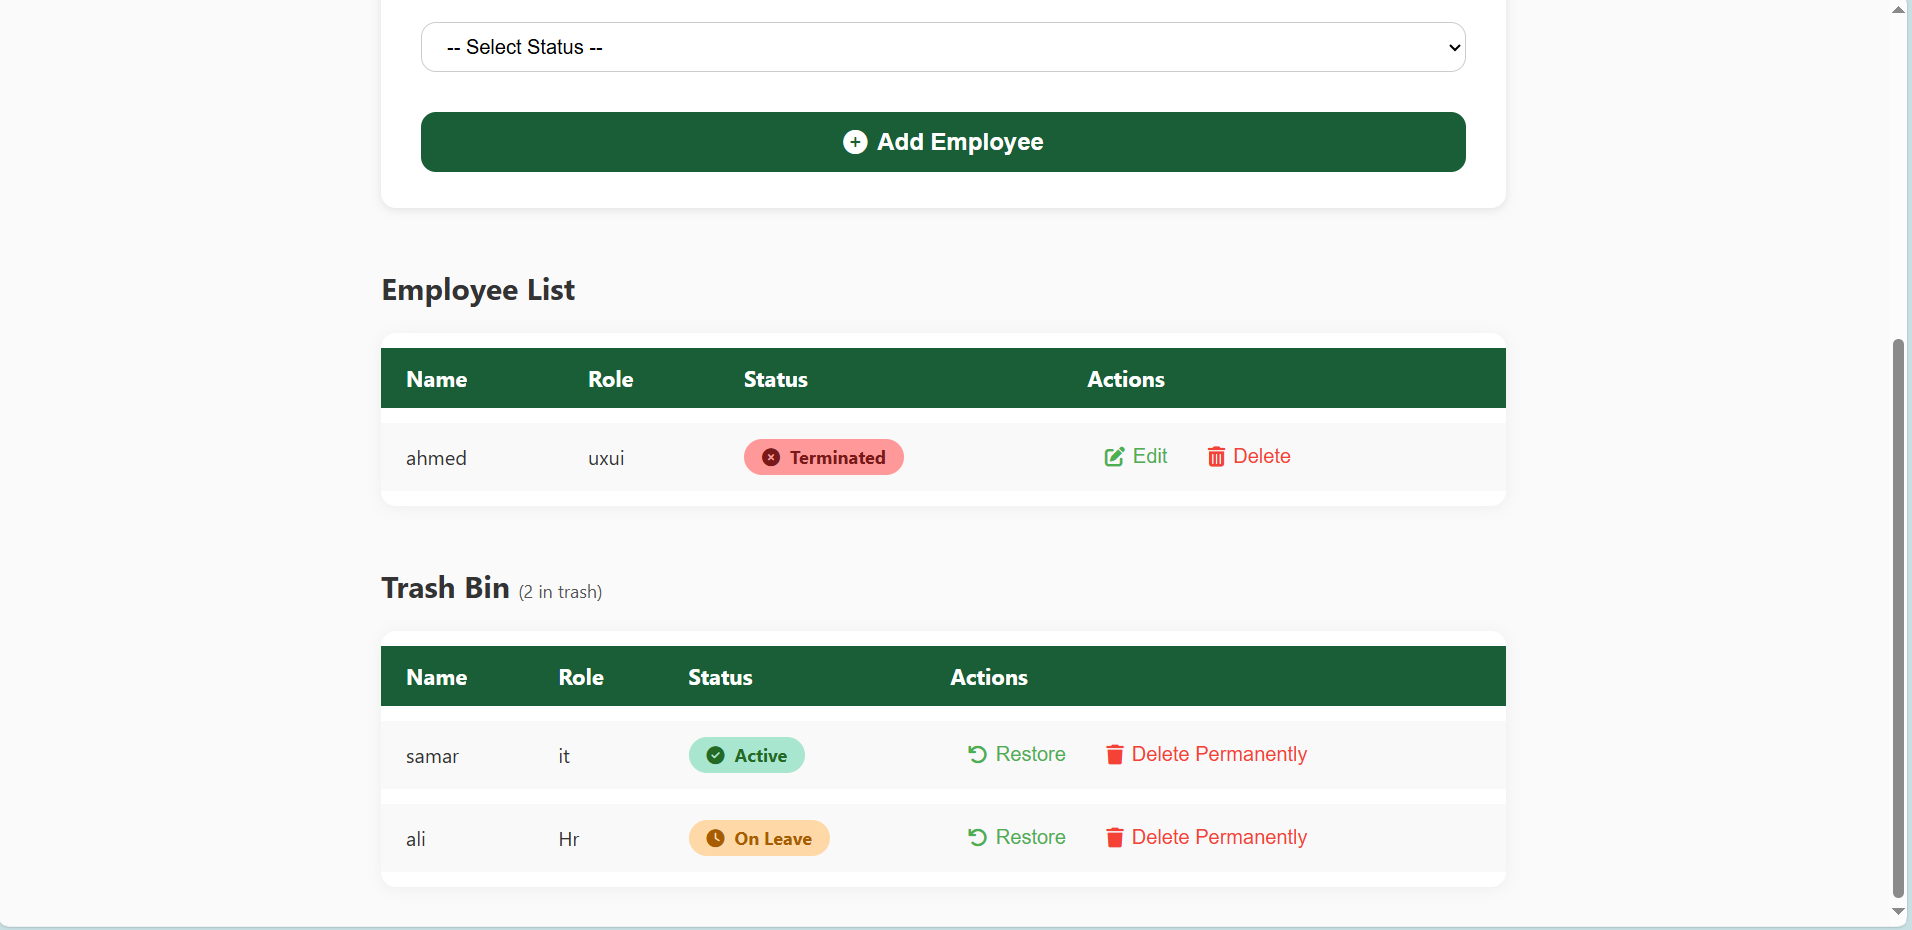 -- Select Status --
Add Employee
Employee List
Name Role Status Actions
ahmed uxui Terminated Edit Delete
Trash Bin (2 in trash)
Name Role Status Actions
samar it Active Restore Delete Permanently
ali Hr On Leave Restore Delete Permanently